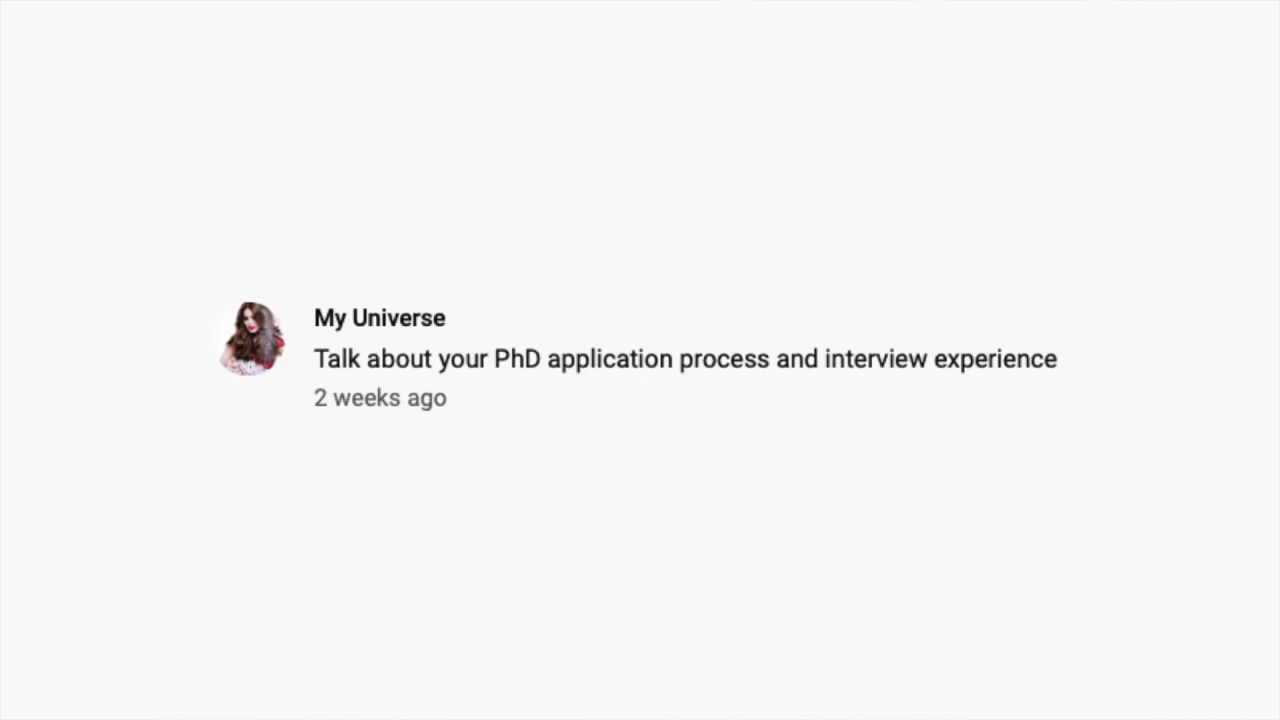 My Universe
Talk about your PhD application process and interview experience
2 weeks ago